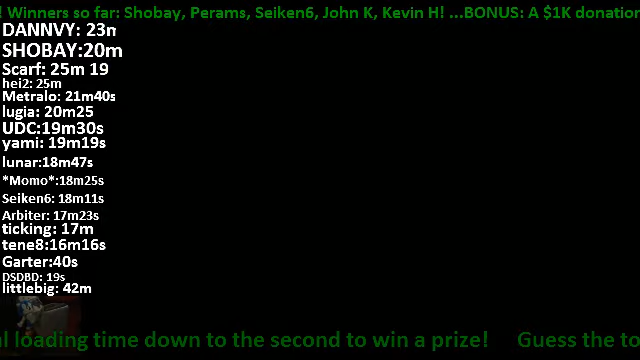 ! Winners so far: Shobay, Perams, Seiken6, John K, Kevin H! ...BONUS: A $1K donation
DANNVY: 23m
SHOBAY:20m
Scarf: 25m 19
hei2: 25m
Metralo: 21m40s
lugia: 20m25
UDC:19m30s
yami: 19m19s
lunar:18m47s
*Momo*:18m25s
Seiken6: 18m11s
Arbiter: 17m23s
ticking: 17m
tene8:16m16s
Garter:40s
DSDBD: 19s
littlebig: 42m
al loading time down to the second to win a prize! Guess the to